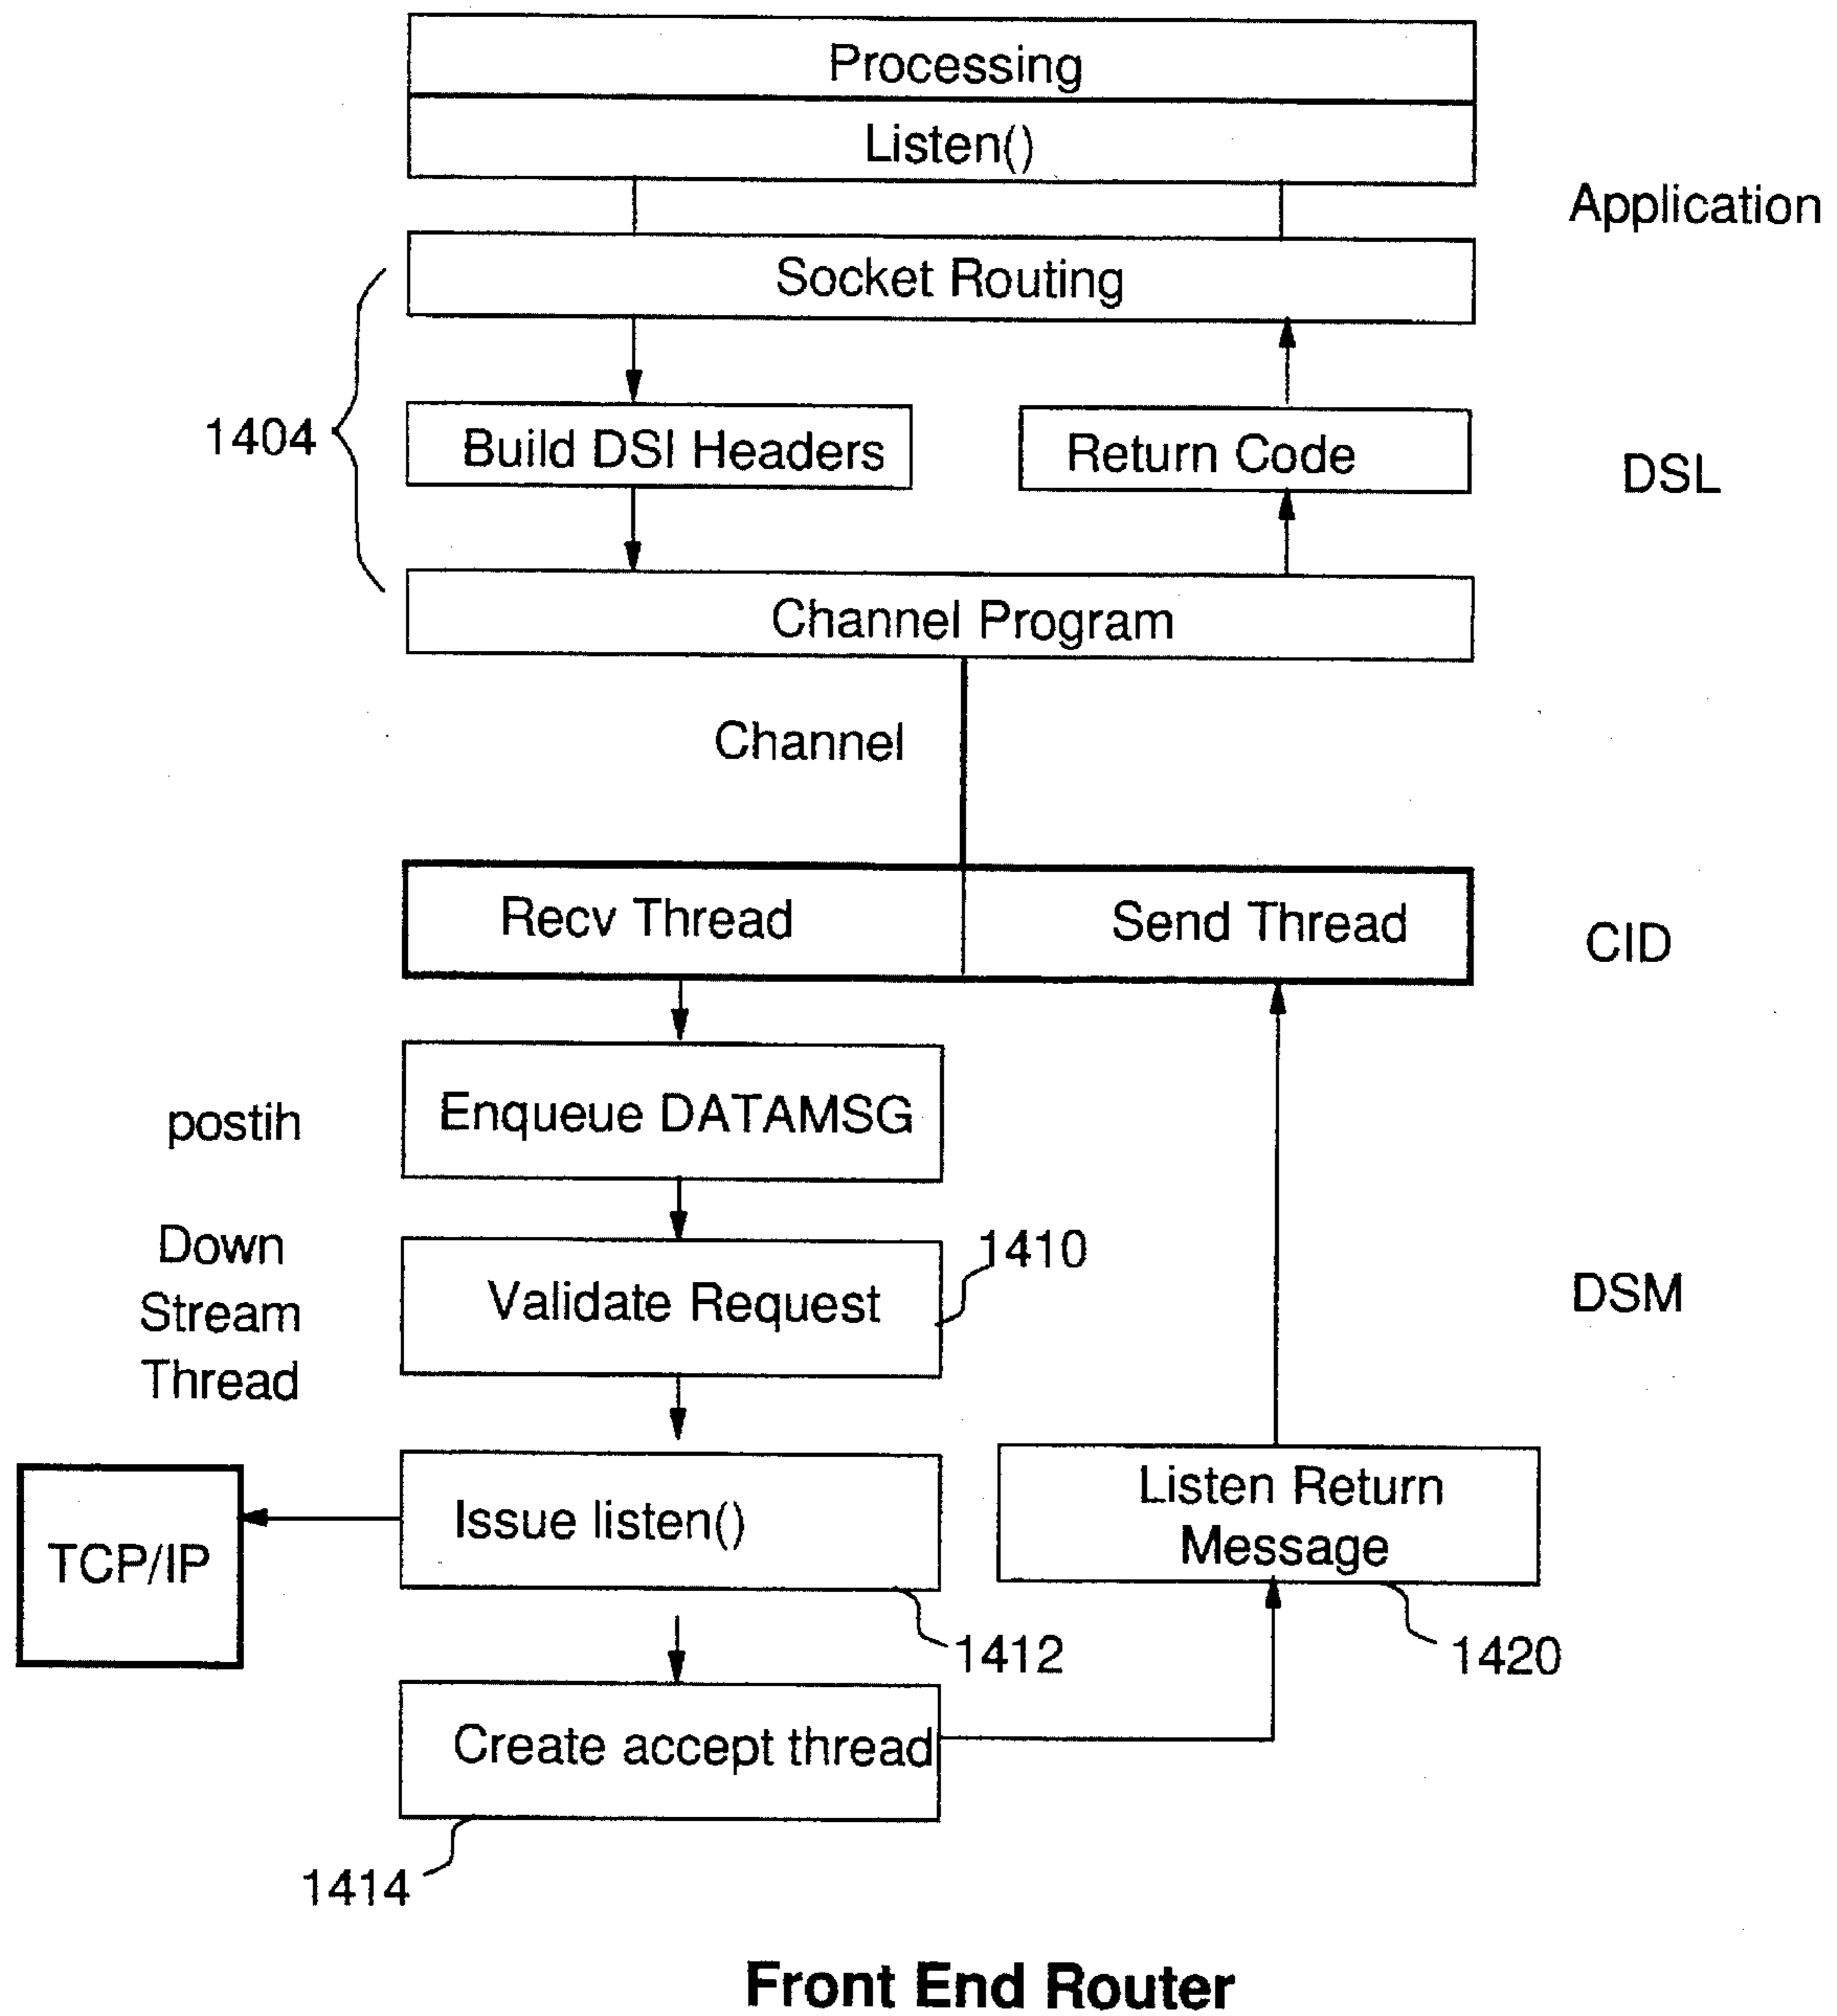 Processing
Listen()
Application
Socket Routing
1404
Build DSI Headers
Return Code
DSL
Channel Program
Channel
Recv Thread
Send Thread
CID
postih
Enqueue DATAMSG
Down
Stream
Thread
Validate Request
1410
DSM
TCP/IP
Issue listen()
Listen Return
Message
1412
1420
Create accept thread
1414
Front End Router